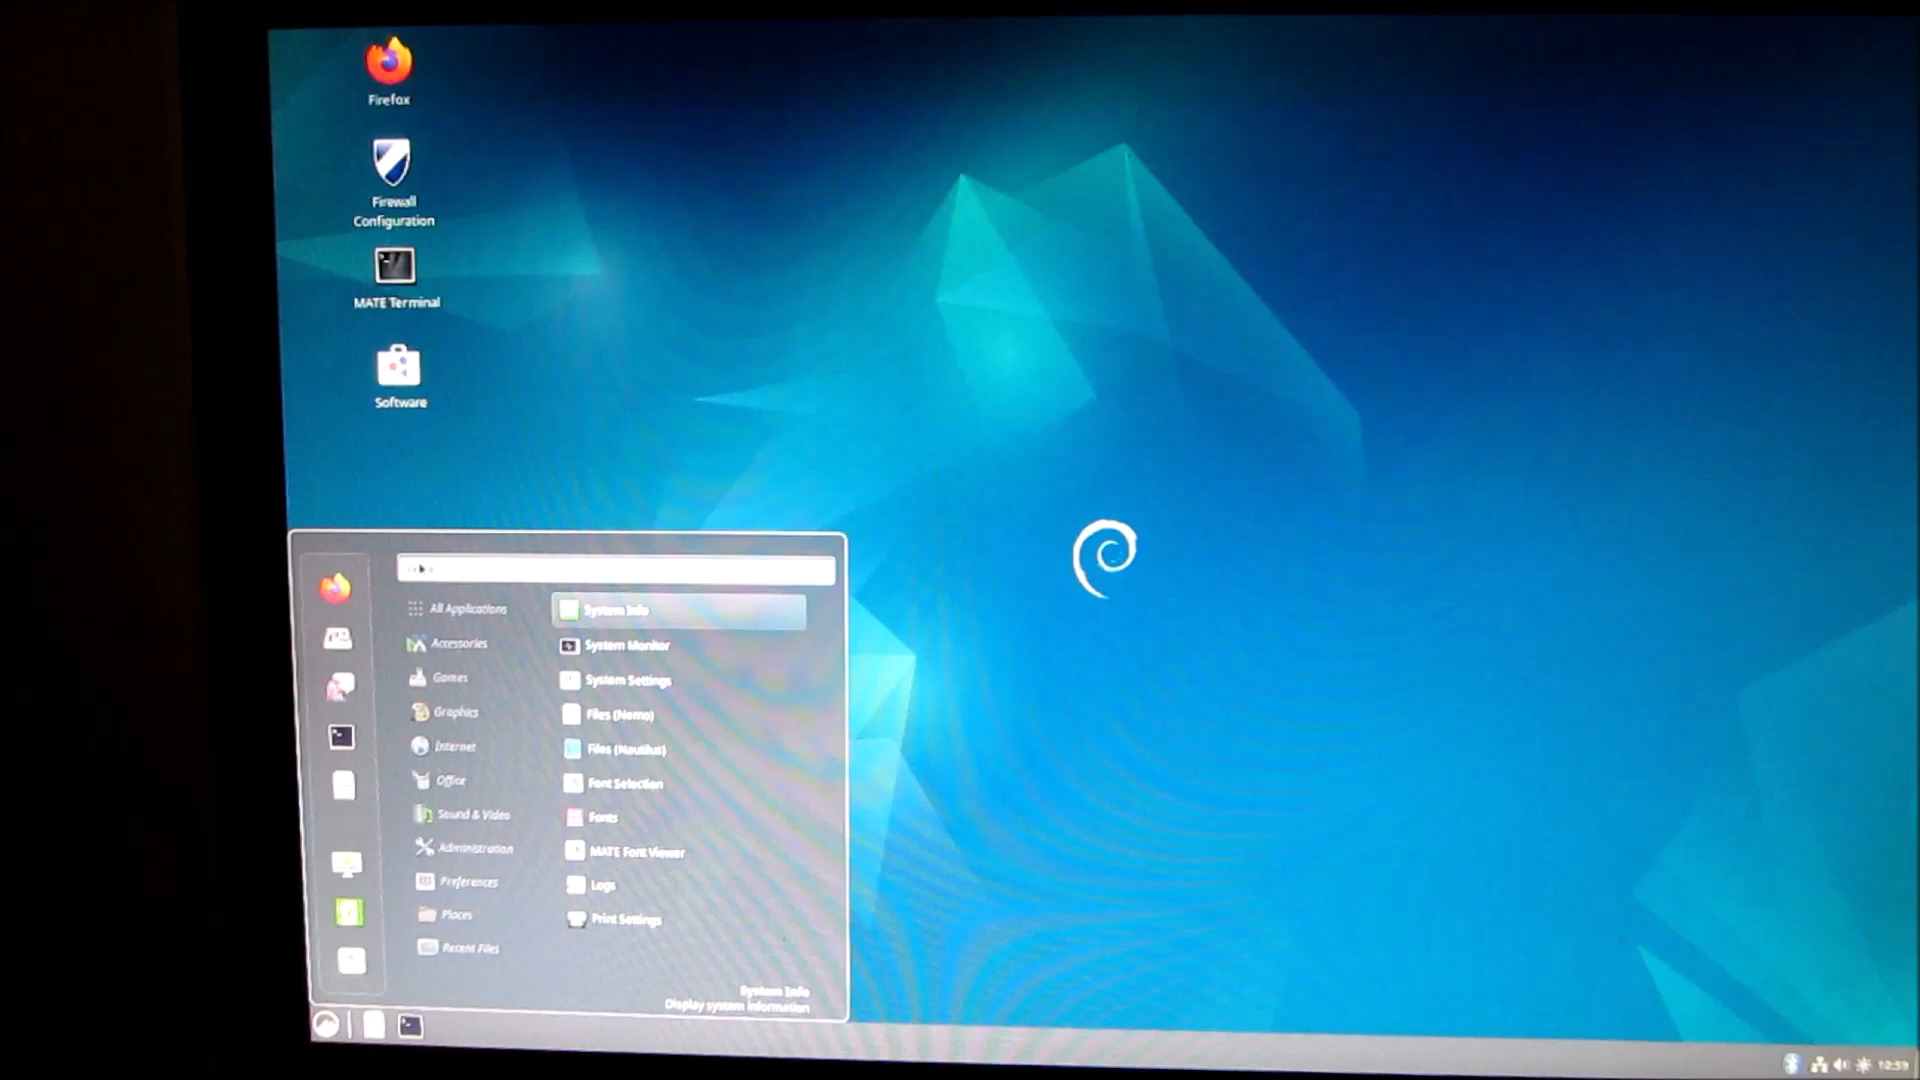 Firefox
Firewall
Configuration
MATE Terminal
Software
All Applications
Accessories
Games
Graphics
Internet
Office
Sound & Video
Administration
Preferences
Places
Recent Files
System Info
System Monitor
System Settings
Files (Nemo)
Files (Nautilus)
Font Selection
Fonts
MATE Font Viewer
Logs
Print Settings
System Info
Display system information
10:59